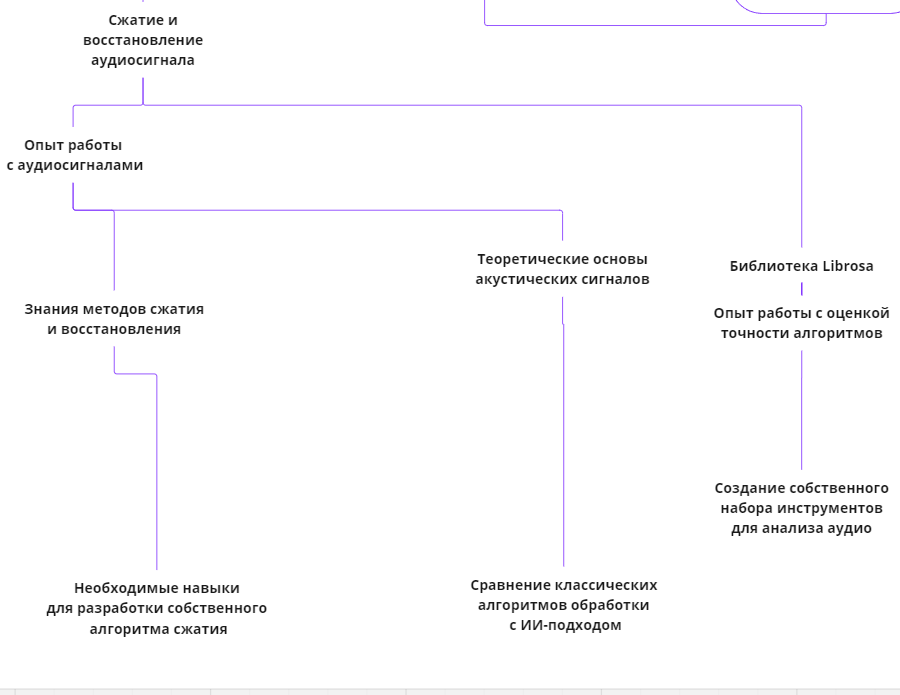 Сжатие и
восстановление
аудиосигнала
Опыт работы
с аудиосигналами
Теоретические основы
акустических сигналов
Библиотека Librosa
Знания методов сжатия
и восстановления
Опыт работы с оценкой
точности алгоритмов
Создание собственного
набора инструментов
для анализа аудио
Необходимые навыки
для разработки собственного
алгоритма сжатия
Сравнение классических
алгоритмов обработки
с ИИ-подходом